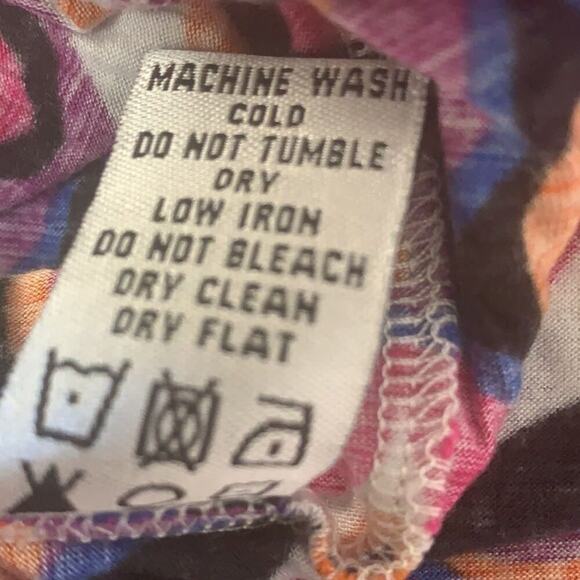 MACHINE WASH
COLD
DO NOT TUMBLE
DRY
LOW IRON
DO NOT BLEACH
DRY CLEAN
DRY FLAT